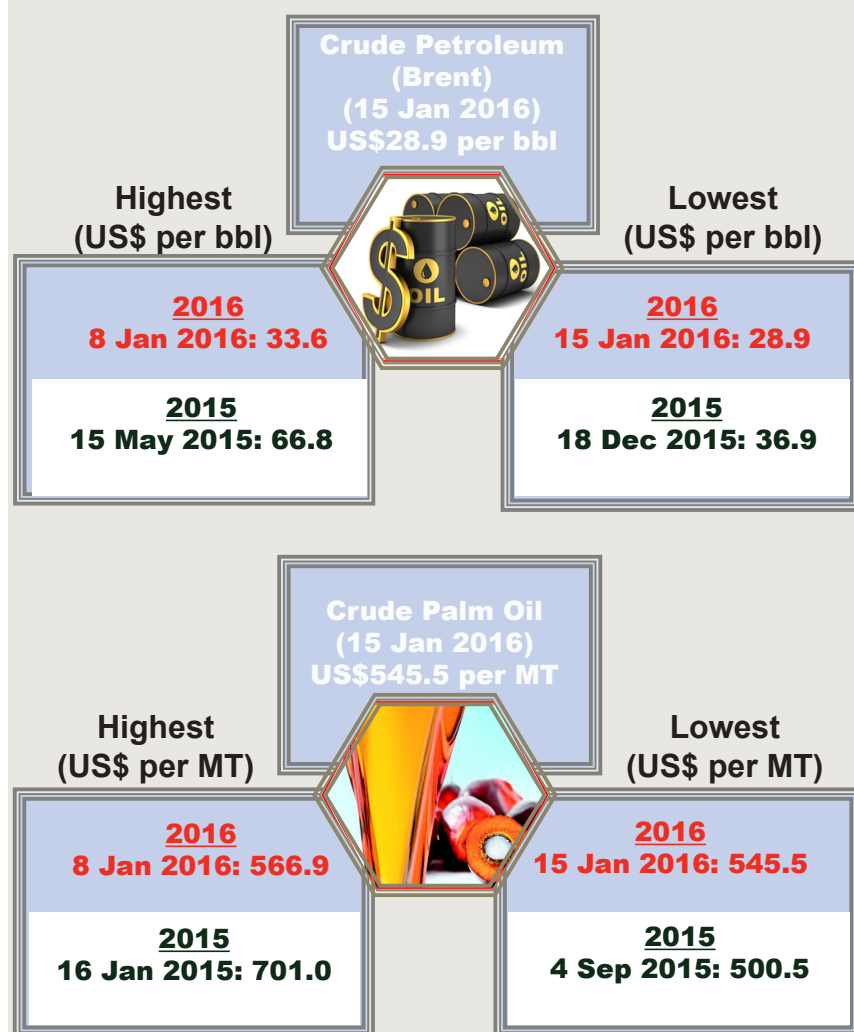 Crude Petroleum
(Brent)
(15 Jan 2016)
US$28.9 per bbl
Highest
(US$ per bbl)
Lowest
(US$ per bbl)
$
OIL
OIL
OIL
2016
8 Jan 2016: 33.6
2016
15 Jan 2016: 28.9
2015
15 May 2015: 66.8
2015
18 Dec 2015: 36.9
Crude Palm Oil
(15 Jan 2016)
US$545.5 per MT
Highest
(US$ per MT)
Lowest
(US$ per MT)
2016
8 Jan 2016: 566.9
2016
15 Jan 2016: 545.5
2015
16 Jan 2015: 701.0
2015
4 Sep 2015: 500.5